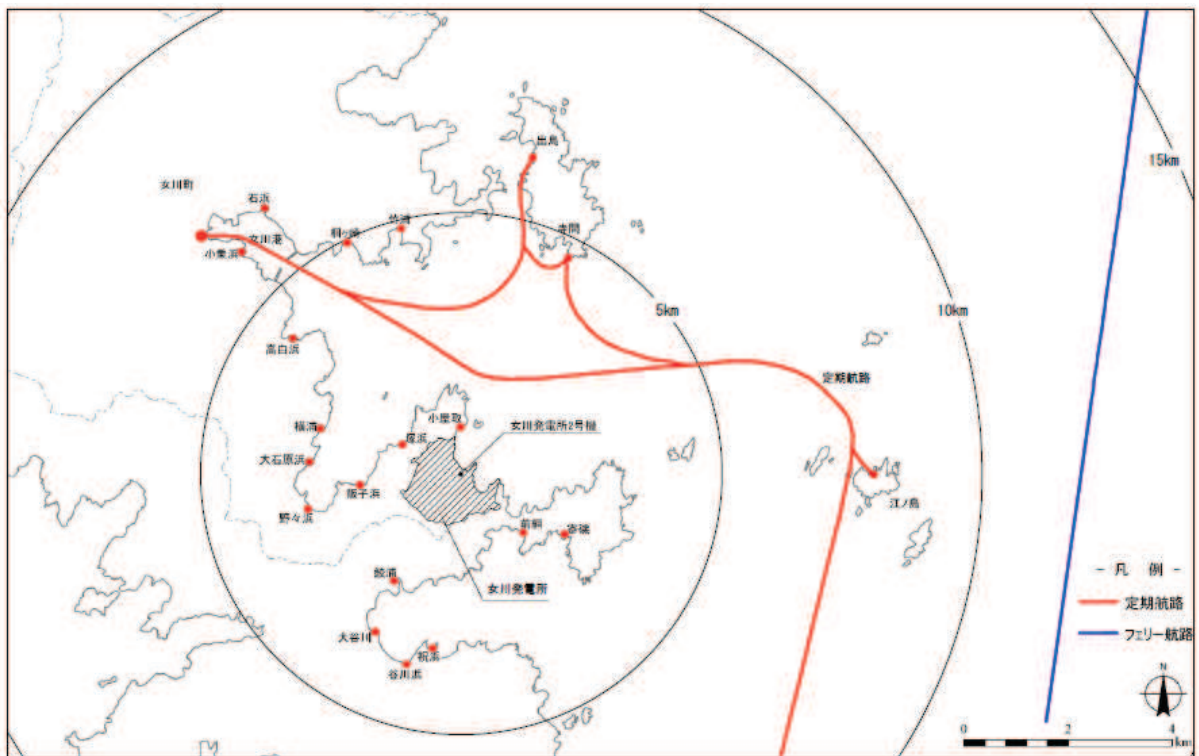 出島
15km
女川町
石浜
竹浦
桐ヶ崎
寺間
女川港
小乗浜
5km
10km
高白浜
定期航路
小屋取
女川発電所2号機
横浦
塚浜
大石原浜
飯子浜
江ノ島
野々浜
前網
寄磯
- 凡 例 -
鮫浦
女川発電所
定期航路
フェリー航路
大谷川
祝浜
谷川浜
N
0 2 4
km